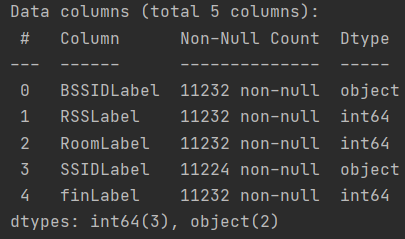 Data columns (total 5 columns):
 #   Column      Non-Null Count  Dtype
---  ------      --------------  -----
 0   BSSIDLabel  11232 non-null  object
 1   RSSLabel    11232 non-null  int64
 2   RoomLabel   11232 non-null  int64
 3   SSIDLabel   11224 non-null  object
 4   finLabel    11232 non-null  int64
dtypes: int64(3), object(2)